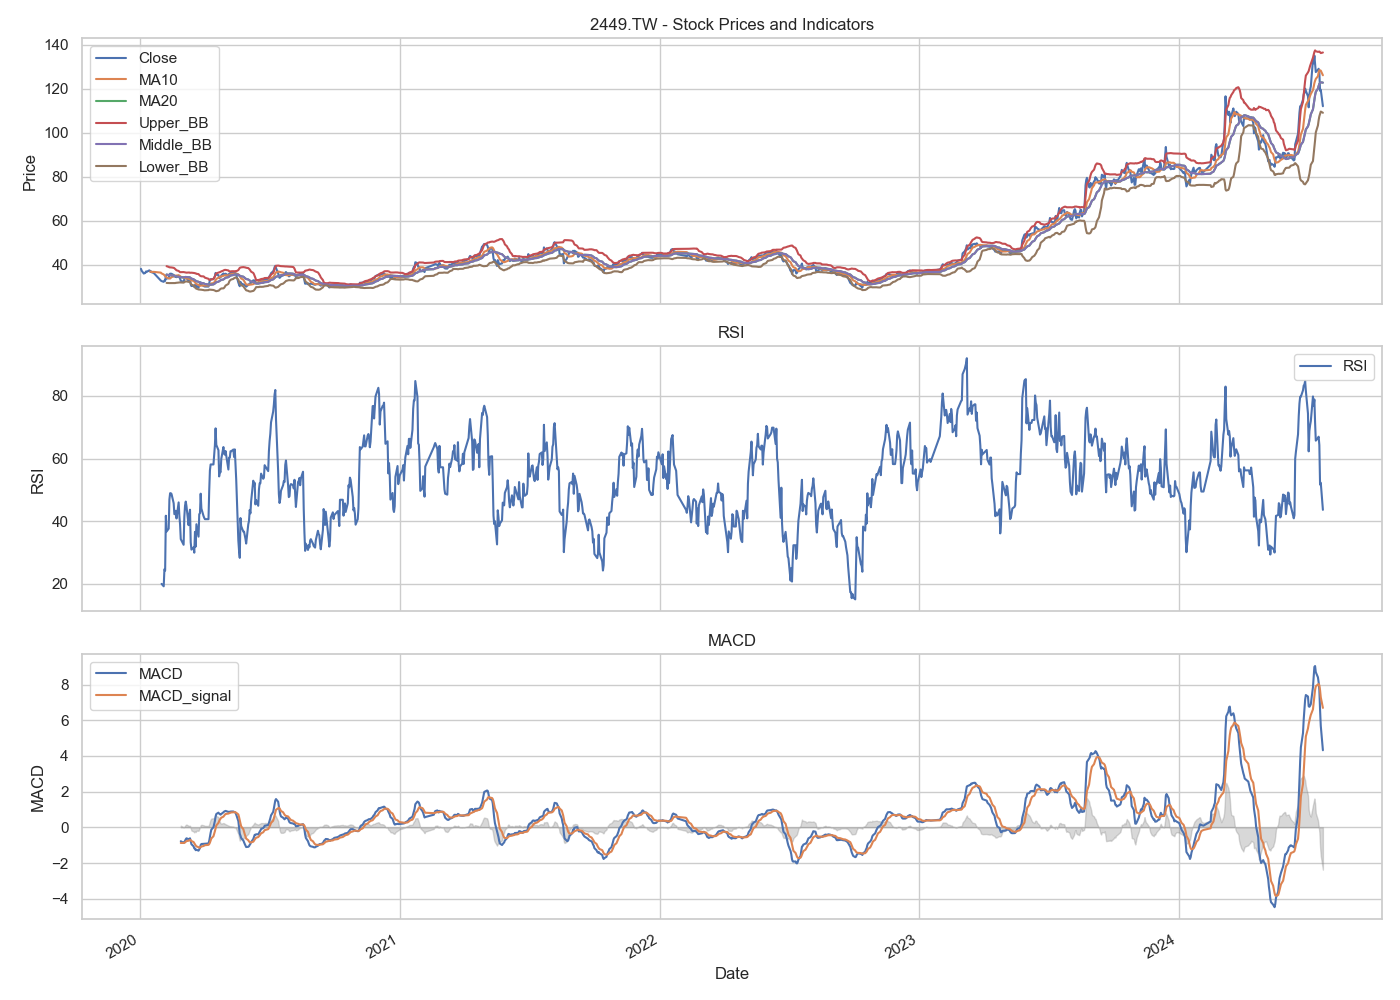 2449.TW - Stock Prices and Indicators
Price
140
120
100
80
60
40
Close
MA10
MA20
Upper_BB
Middle_BB
Lower_BB
RSI
RSI
80
60
40
20
RSI
MACD
MACD
8
6
4
2
0
−2
−4
MACD
MACD_signal
2020
2021
2022
2023
2024
Date